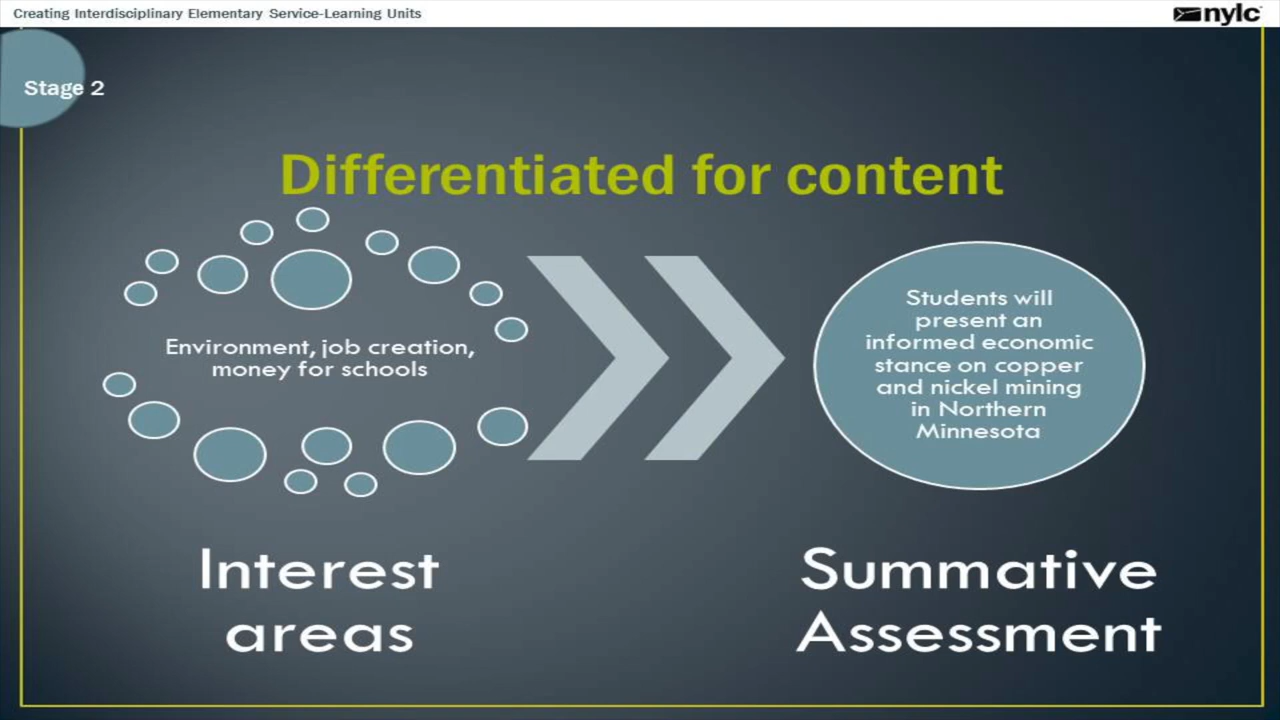 Creating Interdisciplinary Elementary Service-Learning Units
nylc
Stage 2
Differentiated for content
Environment, job creation,
money for schools
Students will
present an
informed economic
stance on copper
and nickel mining
in Northern
Minnesota
Interest
areas
Summative
Assessment